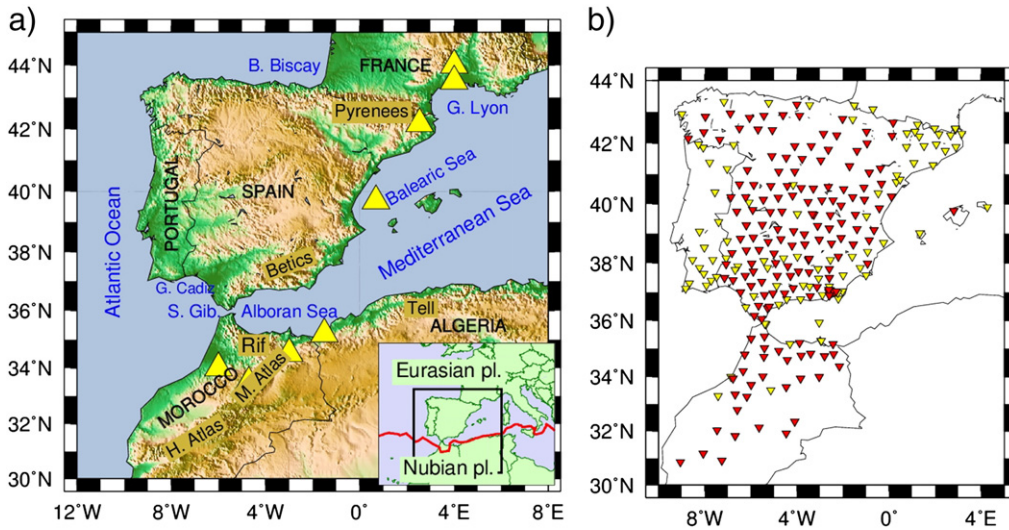 a)
b)
44°N
42°N
40°N
38°N
36°N
34°N
32°N
30°N
12°W
8°W
4°W
0°E
4°E
8°E
B. Biscay
FRANCE
G. Lyon
Pyrenees
Balearic Sea
SPAIN
PORTUGAL
Atlantic Ocean
Mediterranean Sea
Betics
G. Cadiz
S. Gib.
Alboran Sea
Tell
ALGERIA
Rif
M. Atlas
MOROCCO
H. Atlas
Eurasian pl.
Nubian pl.
44°N
42°N
40°N
38°N
36°N
34°N
32°N
30°N
8°W
4°W
0°E
4°E